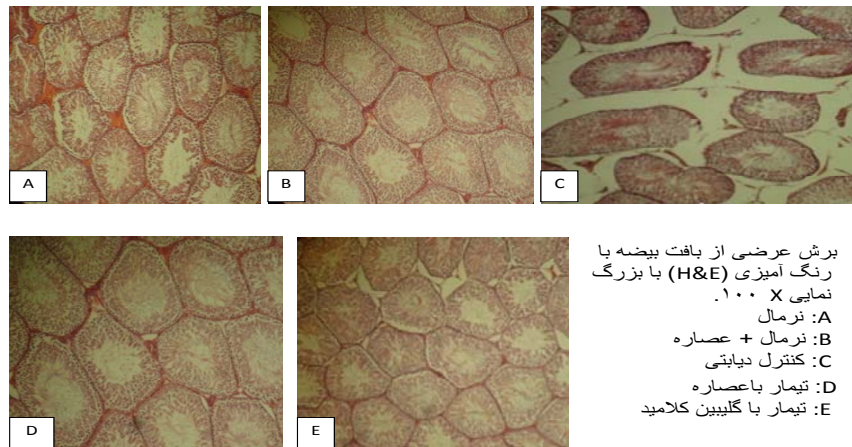 A
B
C
D
E
برش عرضی از بافت بیضه با
رنگ آمیزی (H&E) با بزرگ
نمایی X ۱۰۰.
A: نرمال
B: نرمال + عصاره
C: کنترل دیابتی
D: تیمار باعصاره
E: تیمار با گلیبین کلامید